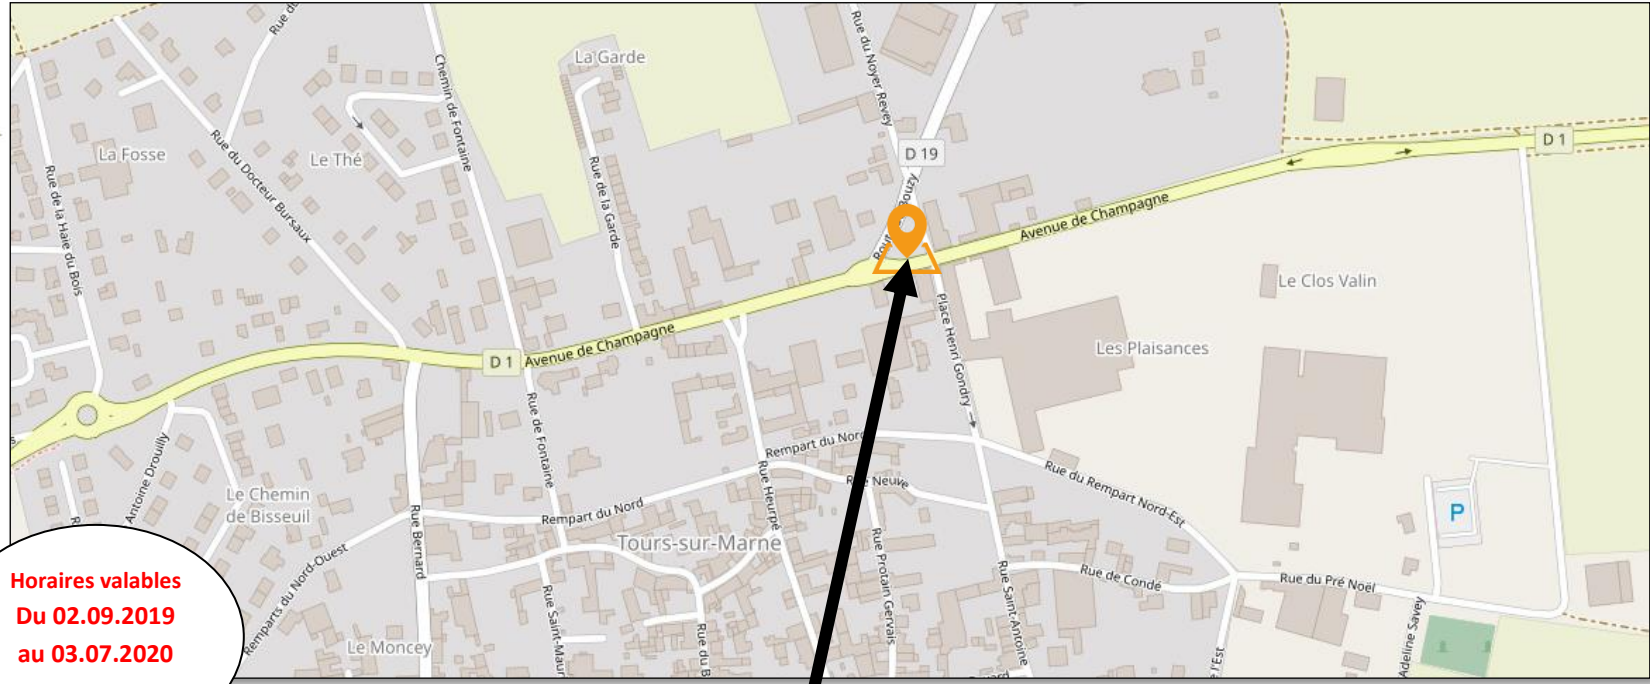 Rue du Noyer Revey
La Garde
Chemin de Fontaine
D 19
D 1
La Fosse
Le Thé
Rue du Docteur Bursaux
Rue de la Garde
Rue de la Haie du Bois
Bouzy
Avenue de Champagne
Le Clos Valin
Place Henri Gondry
Les Plaisances
Avenue de Champagne
D 1
Rue de Fontaine
Antoine Drouilly
Rempart du Nord
Rue Heurpé
Rue Neuve
Rue du Rempart Nord-Est
Le Chemin
de Bisseuil
Rempart du Nord
Rue Bernard
P
Tours-sur-Marne
Remparts du Nord-Ouest
Rue Protain Gervais
Rue Saint-Antoine
Rue de Condé
Rue du Pré Noël
Adeline Savey
Le Moncey
Horaires valables
Du 02.09.2019
au 03.07.2020